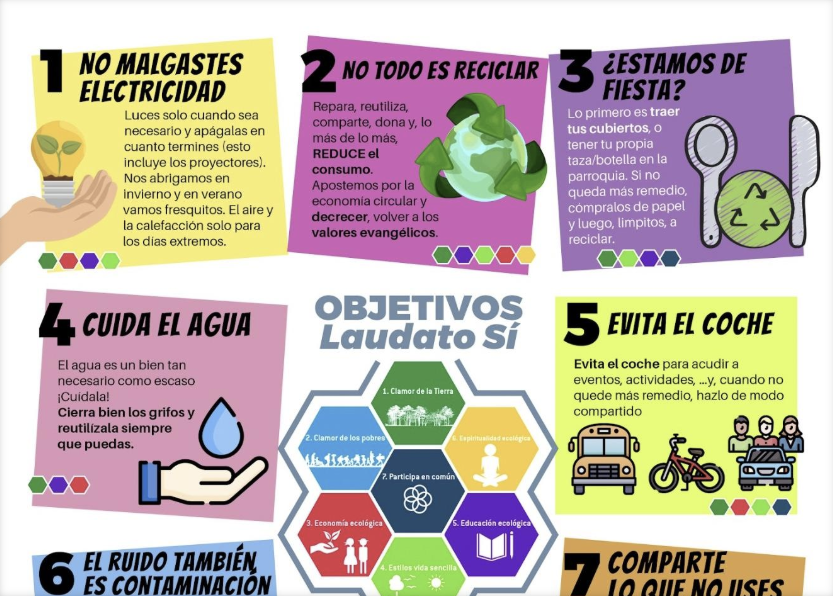 1 NO MALGASTES
ELECTRICIDAD
Luces solo cuando sea
necesario y apágalas en
cuanto termines (esto
incluye los proyectores).
Nos abrigamos en
invierno y en verano
vamos fresquitos. El aire y
la calefacción solo para
los días extremos.
2 NO TODO ES RECICLAR
Repara, reutiliza,
comparte, dona y, lo
más de lo más,
REDUCE el
consumo.
Apostemos por la
economía circular y
decrecer, volver a los
valores evangélicos.
3 ¿ESTAMOS DE
FIESTA?
Lo primero es traer
tus cubiertos, o
tener tu propia
taza/botella en la
parroquia. Si no
queda más remedio,
cómpralos de papel
y luego, limpitos, a
reciclar.
4 CUIDA EL AGUA
El agua es un bien tan
necesario como escaso
¡Cuídala!
Cierra bien los grifos y
reutilízala siempre
que puedas.
OBJETIVOS
Laudato Sí
1. Clamor de la Tierra
2. Clamor de los pobres
6. Espiritualidad ecológica
7. Participa en común
3. Economía ecológica
5. Educación ecológica
4. Estilos vida sencilla
5 EVITA EL COCHE
Evita el coche para acudir a
eventos, actividades, ...y, cuando no
quede más remedio, hazlo de modo
compartido
6 EL RUIDO TAMBIÉN
ES CONTAMINACIÓN
7 COMPARTE
LO QUE NO USES